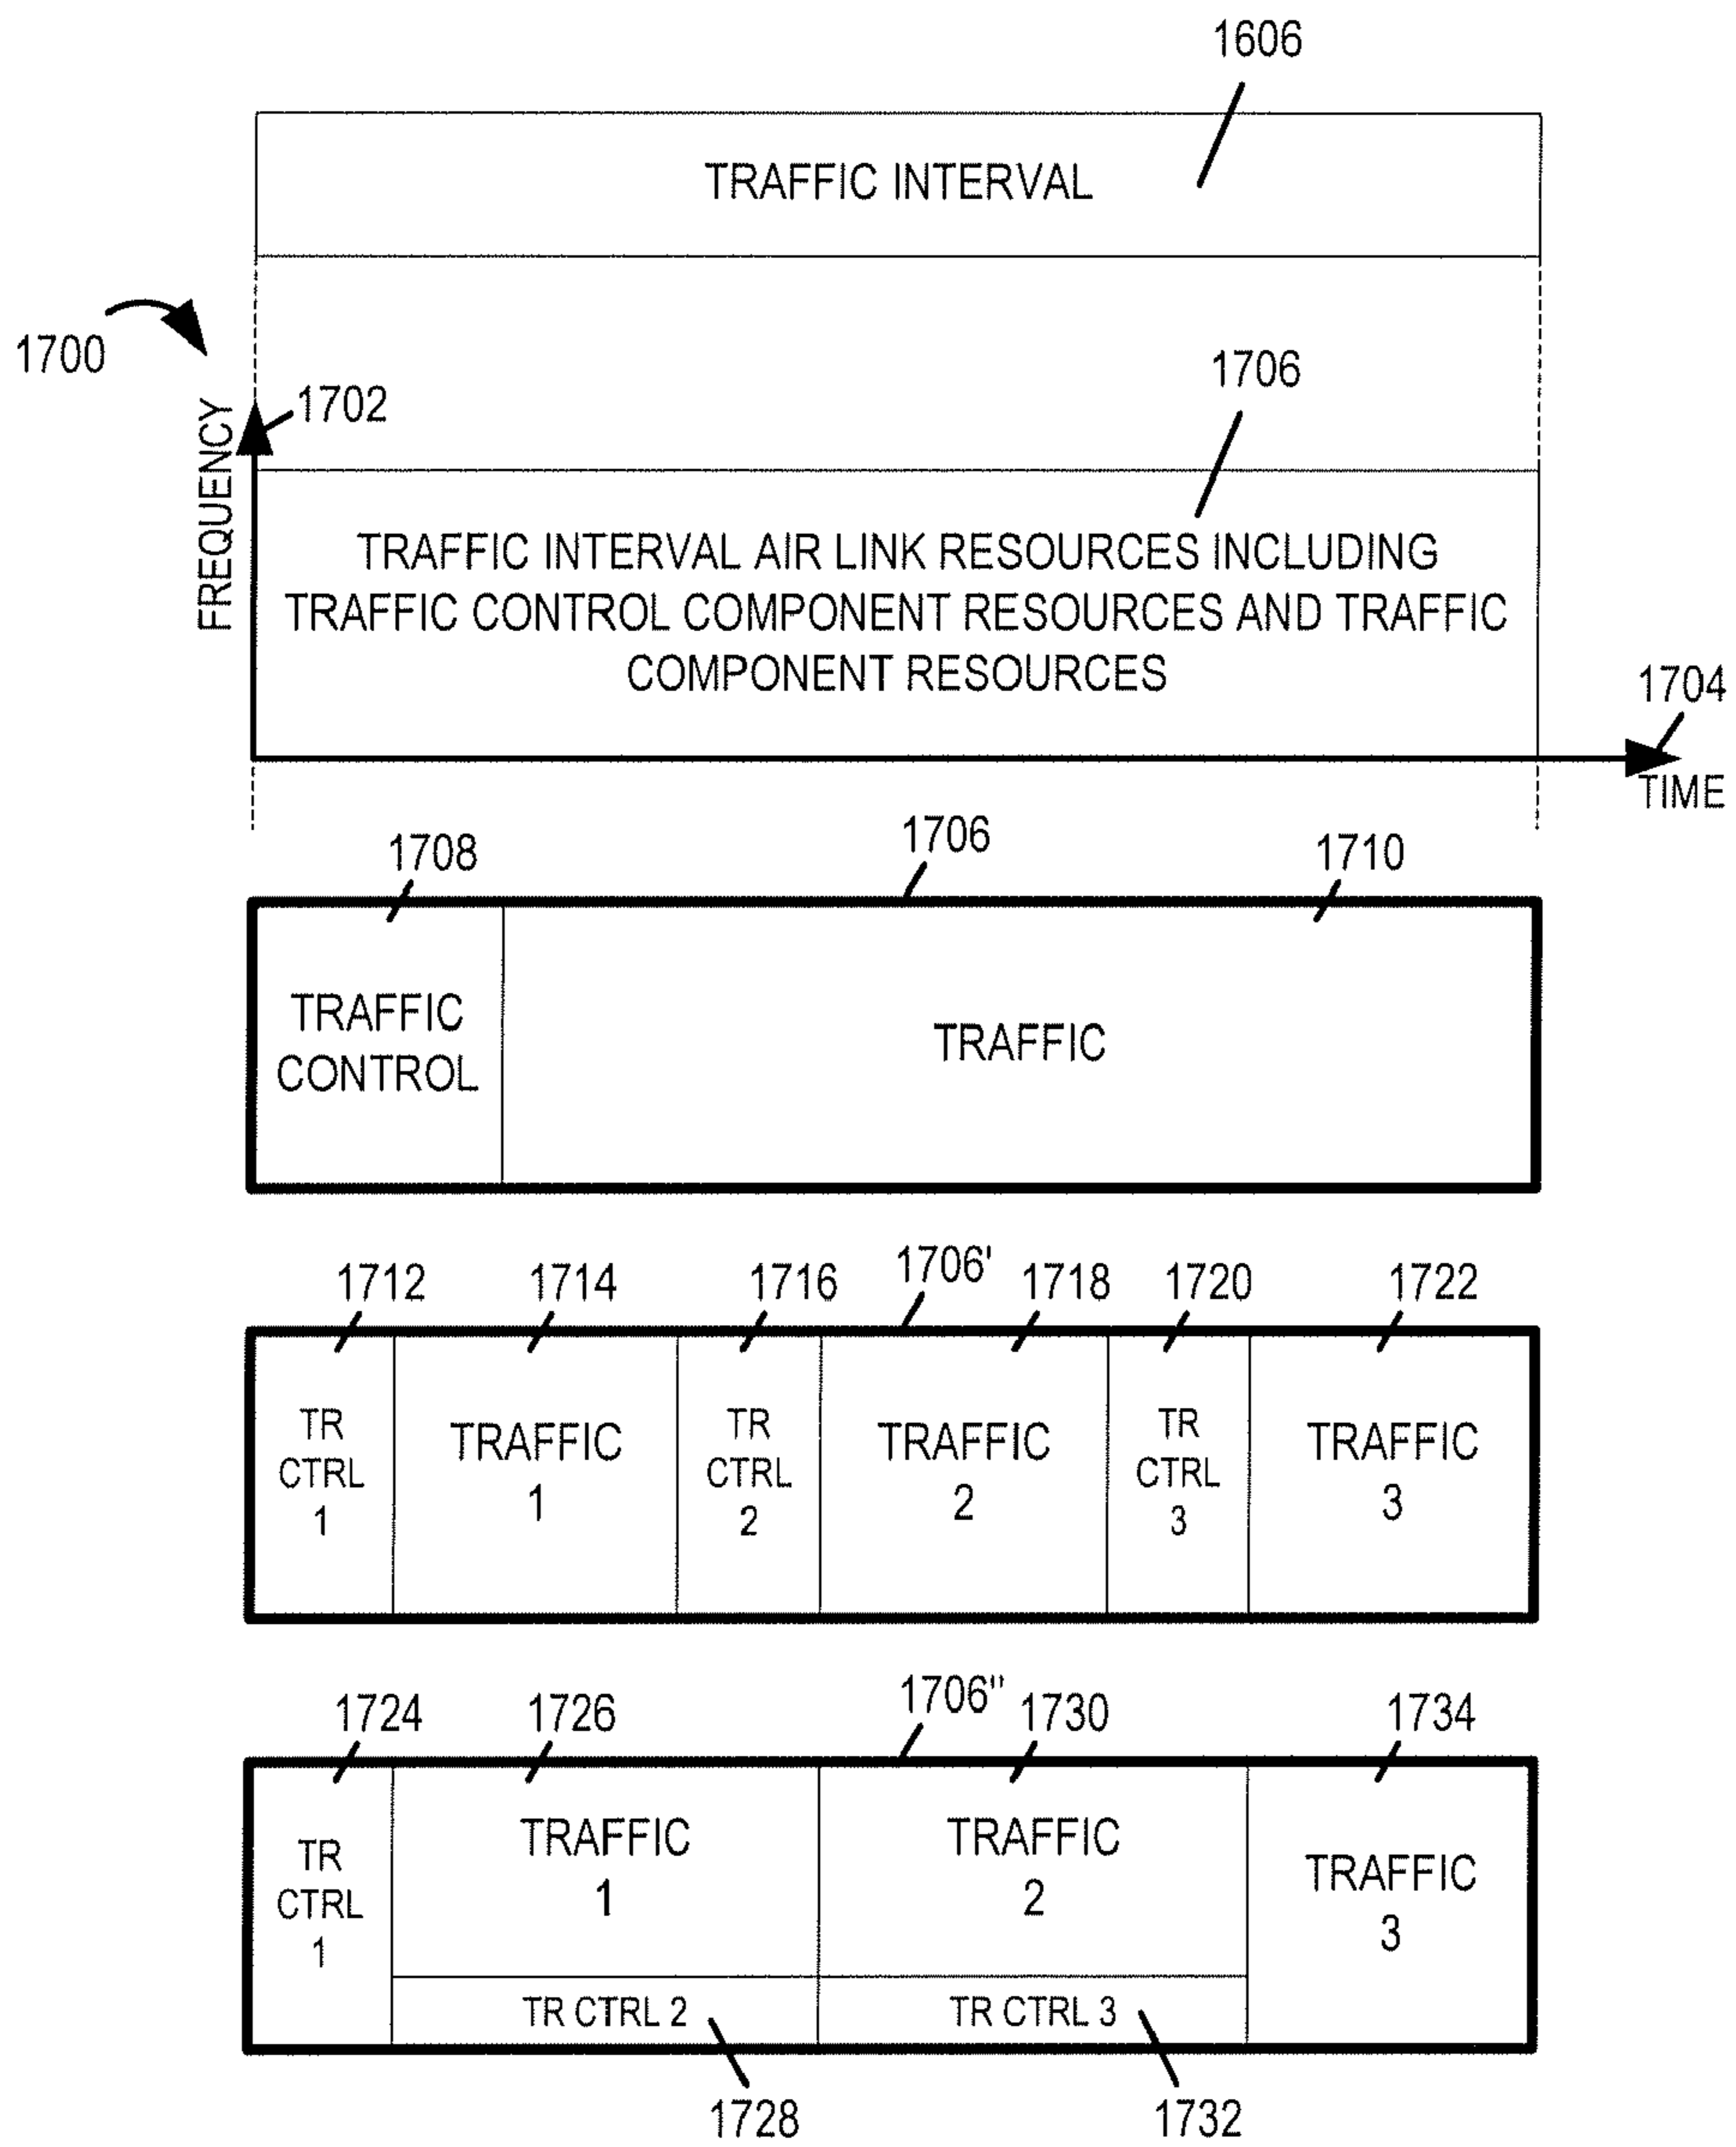 1606
TRAFFIC INTERVAL
1700
1706
1702
FREQUENCY
TRAFFIC INTERVAL AIR LINK RESOURCES INCLUDING
TRAFFIC CONTROL COMPONENT RESOURCES AND TRAFFIC
COMPONENT RESOURCES
1704
TIME
1708
1706
1710
TRAFFIC
CONTROL
TRAFFIC
1712
1714
1716
1706'
1718
1720
1722
TR
CTRL
1
TRAFFIC
1
TR
CTRL
2
TRAFFIC
2
TR
CTRL
3
TRAFFIC
3
1724
1726
1706"
1730
1734
TR
CTRL
1
TRAFFIC
1
TRAFFIC
2
TRAFFIC
3
TR CTRL 2
TR CTRL 3
1728
1732